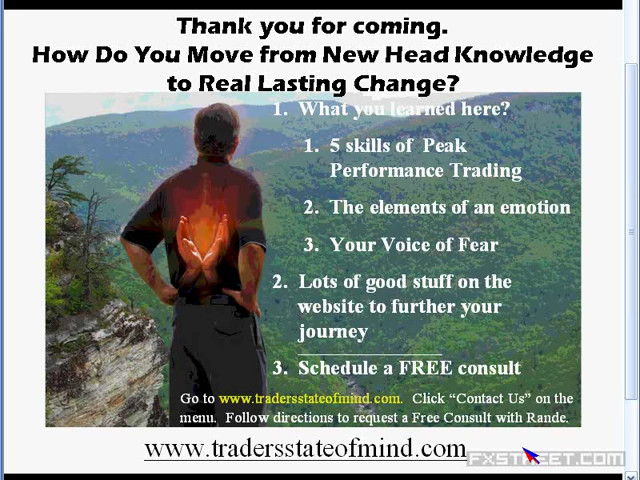 Thank you for coming.
How Do You Move from New Head Knowledge
to Real Lasting Change?
1. What you learned here?
1. 5 skills of Peak
Performance Trading
2. The elements of an emotion
3. Your Voice of Fear
2. Lots of good stuff on the
website to further your
journey
3. Schedule a FREE consult
Go to www.tradersstateofmind.com. Click “Contact Us” on the
menu. Follow directions to request a Free Consult with Rande.
www.tradersstateofmind.com
FXSTREET.COM